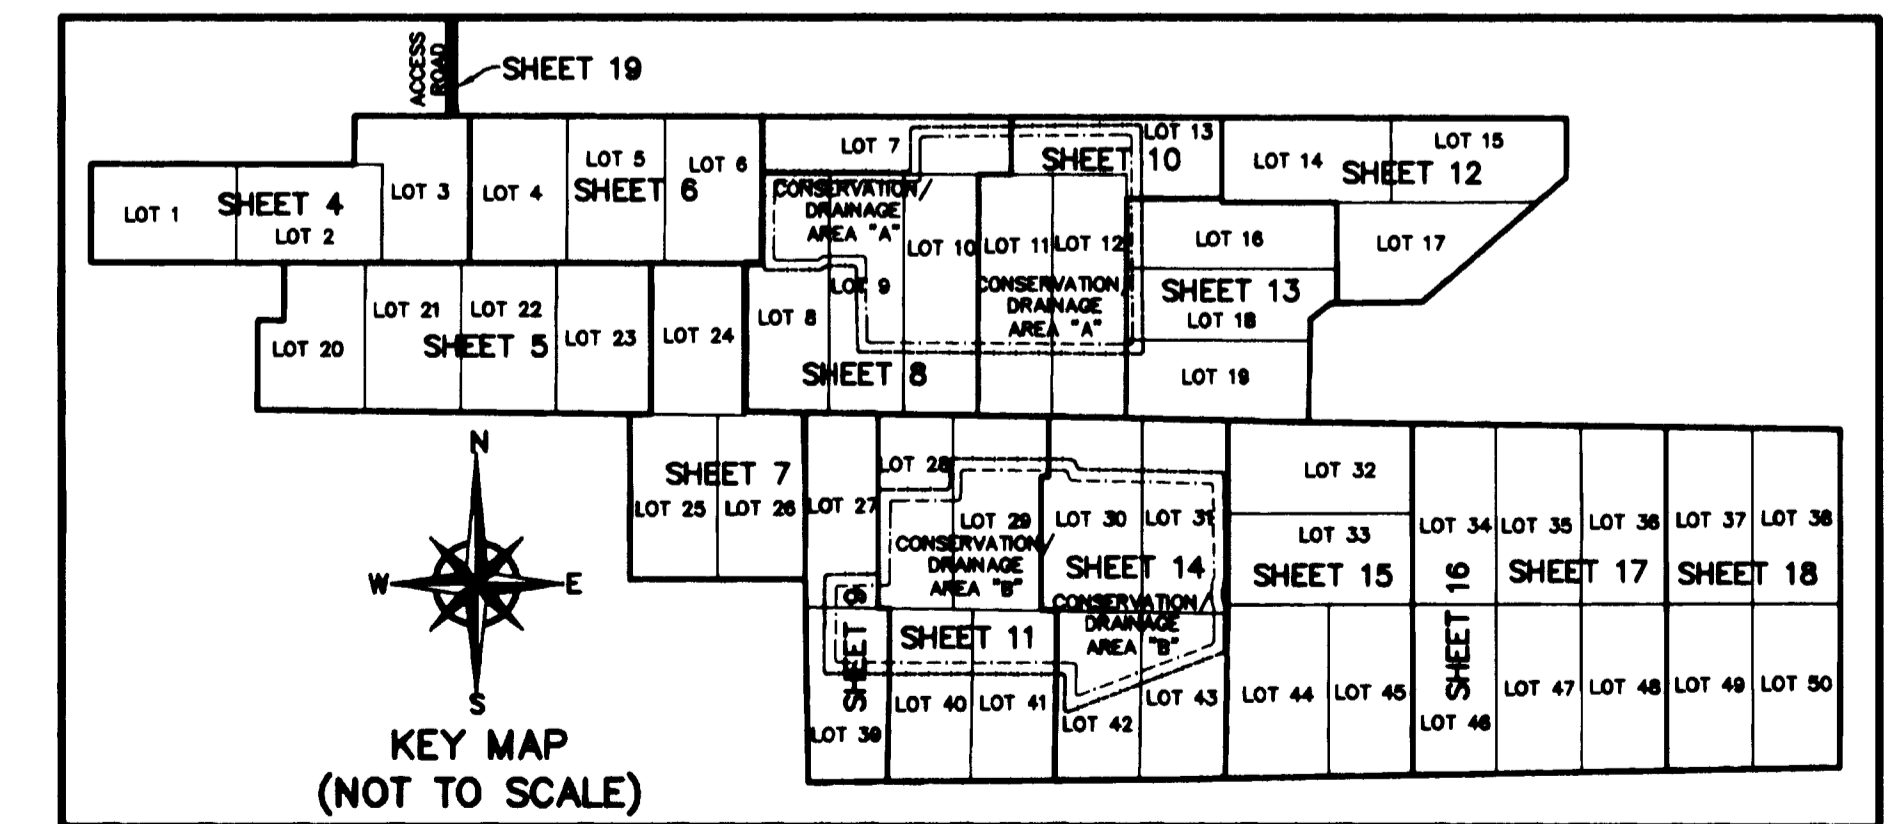 ACCESS
ROAD
SHEET 19
LOT 1
SHEET 4
LOT 2
LOT 3
LOT 4
LOT 5
SHEET 6
LOT 6
LOT 7
CONSERVATION/
DRAINAGE
AREA "A"
LOT 8
LOT 9
SHEET 8
LOT 10
LOT 11
LOT 12
CONSERVATION/
DRAINAGE
AREA "A"
LOT 13
SHEET 10
LOT 14
LOT 15
SHEET 12
LOT 16
LOT 17
SHEET 13
LOT 18
LOT 19
LOT 20
LOT 21
LOT 22
SHEET 5
LOT 23
LOT 24
SHEET 7
LOT 25
LOT 26
LOT 27
LOT 28
LOT 29
CONSERVATION/
DRAINAGE
AREA "B"
LOT 30
LOT 31
SHEET 14
CONSERVATION/
DRAINAGE
AREA "B"
LOT 32
LOT 33
SHEET 15
LOT 34
LOT 35
LOT 36
LOT 37
LOT 38
SHEET 16
SHEET 17
SHEET 18
SHEET 9
SHEET 11
LOT 39
LOT 40
LOT 41
LOT 42
LOT 43
LOT 44
LOT 45
LOT 46
LOT 47
LOT 48
LOT 49
LOT 50
N
W
E
S
KEY MAP
(NOT TO SCALE)